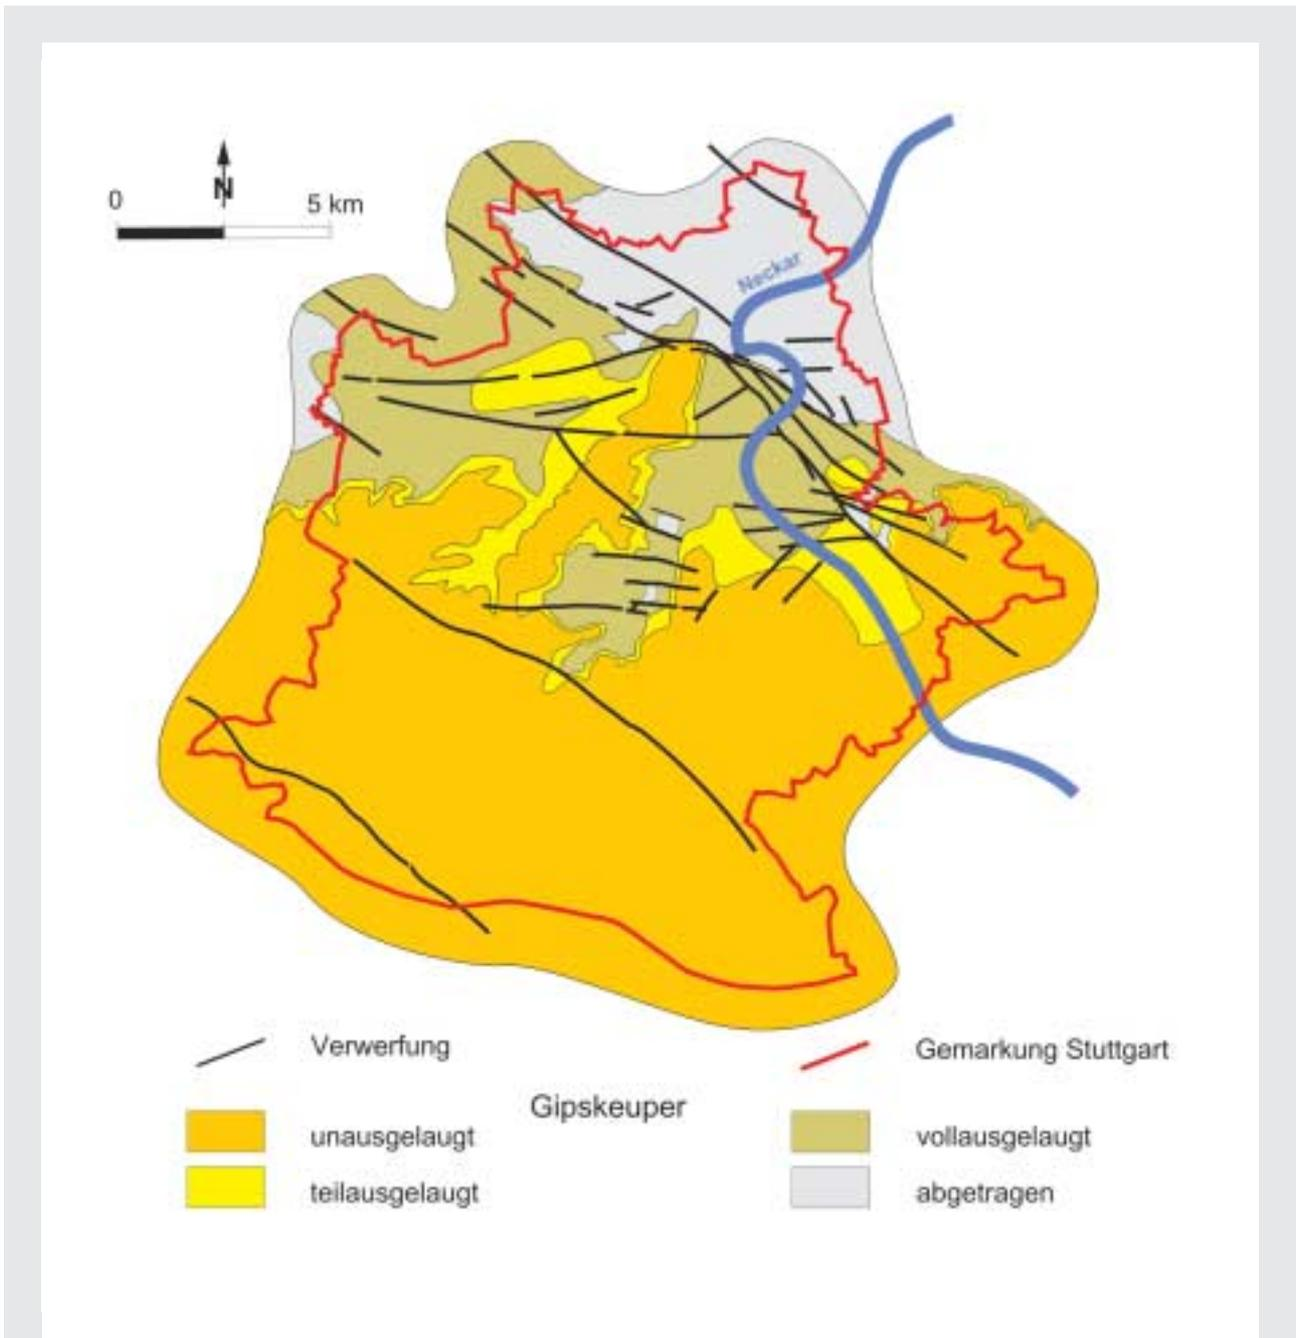 N
0 5 km
Neckar
Verwerfung
Gemarkung Stuttgart
Gipskeuper
unausgelaugt
vollausgelaugt
teilausgelaugt
abgetragen